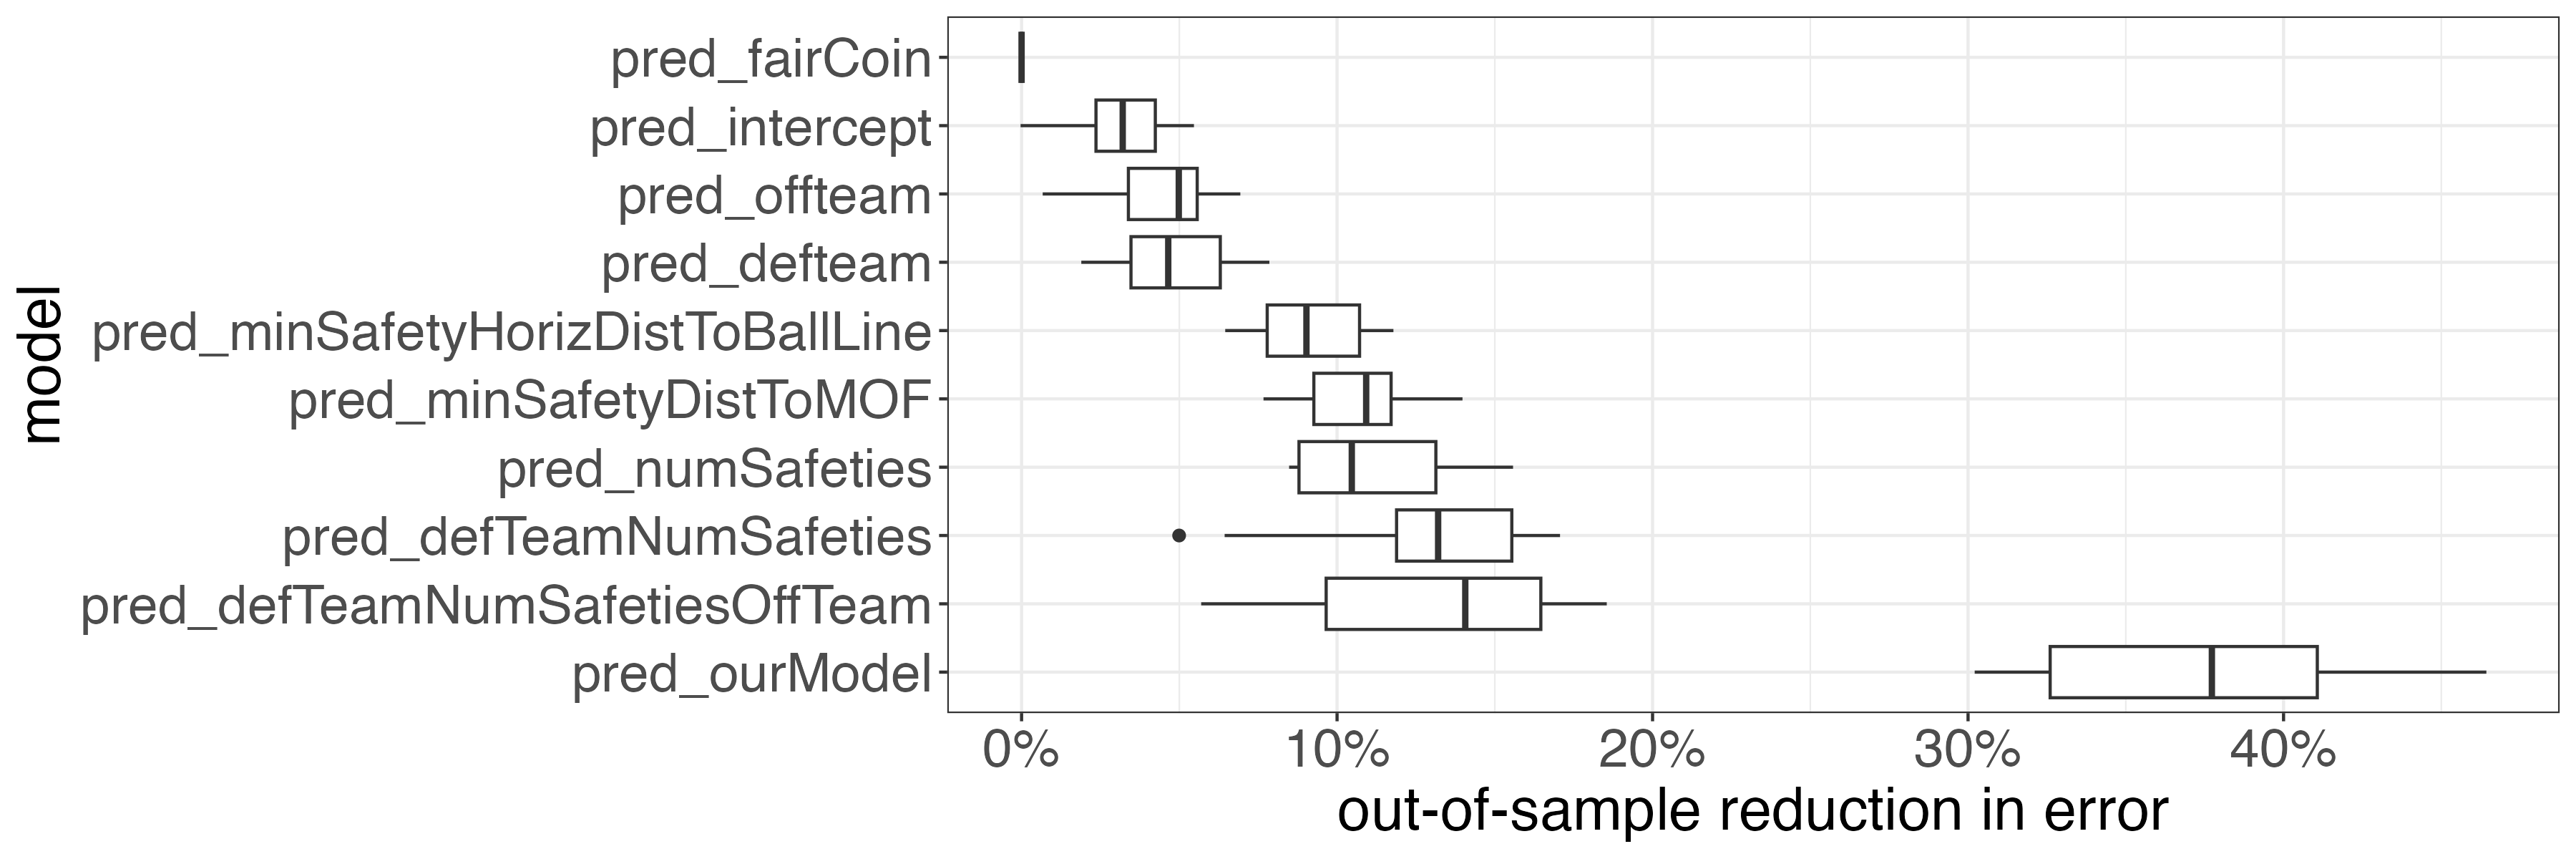 model
pred_fairCoin
pred_intercept
pred_offteam
pred_defteam
pred_minSafetyHorizDistToBallLine
pred_minSafetyDistToMOF
pred_numSafeties
pred_defTeamNumSafeties
pred_defTeamNumSafetiesOffTeam
pred_ourModel
0% 10% 20% 30% 40%
out-of-sample reduction in error